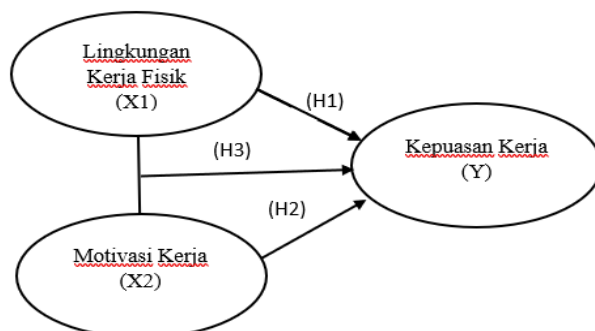 Lingkungan
Kerja Fisik
(X1)
(H1)
(H3)
Kepuasan Kerja
(Y)
(H2)
Motivasi Kerja
(X2)